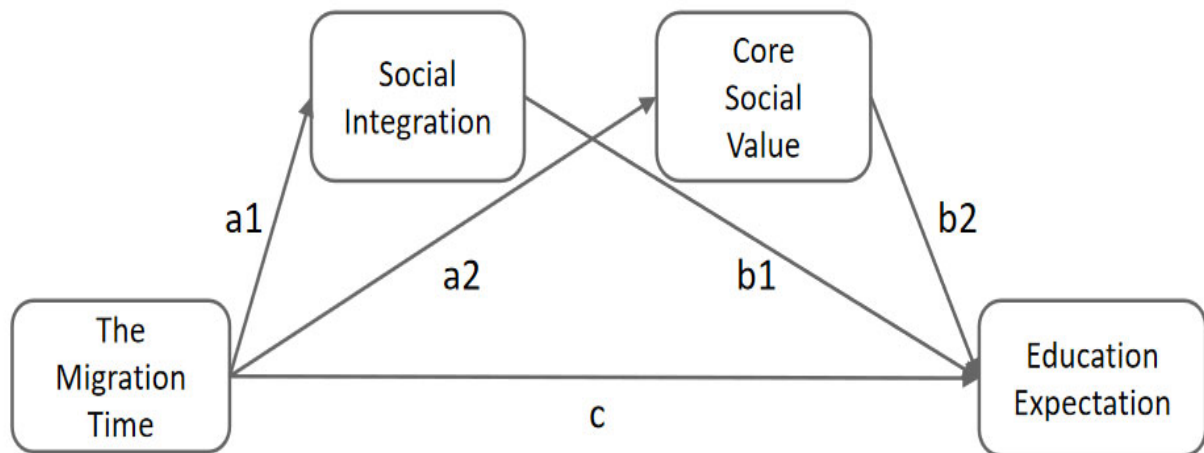 Social
Integration
Core
Social
Value
a1
a2
b1
b2
The
Migration
Time
c
Education
Expectation